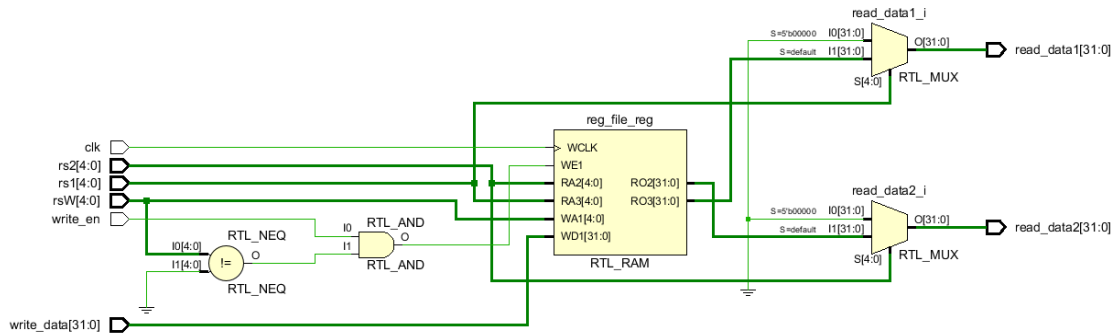 read_data1_i
S=5'b00000 I0[31:0]
S=default I1[31:0]
O[31:0]
S[4:0]
RTL_MUX
read_data1[31:0]
clk
rs2[4:0]
rs1[4:0]
rsW[4:0]
write_en
write_data[31:0]
RTL_NEQ
I0[4:0]
I1[4:0]
!=
O
RTL_NEQ
RTL_AND
I0
I1
O
RTL_AND
reg_file_reg
WCLK
WE1
RA2[4:0]
RA3[4:0]
WA1[4:0]
WD1[31:0]
RO2[31:0]
RO3[31:0]
RTL_RAM
read_data2_i
S=5'b00000 I0[31:0]
S=default I1[31:0]
O[31:0]
S[4:0]
RTL_MUX
read_data2[31:0]